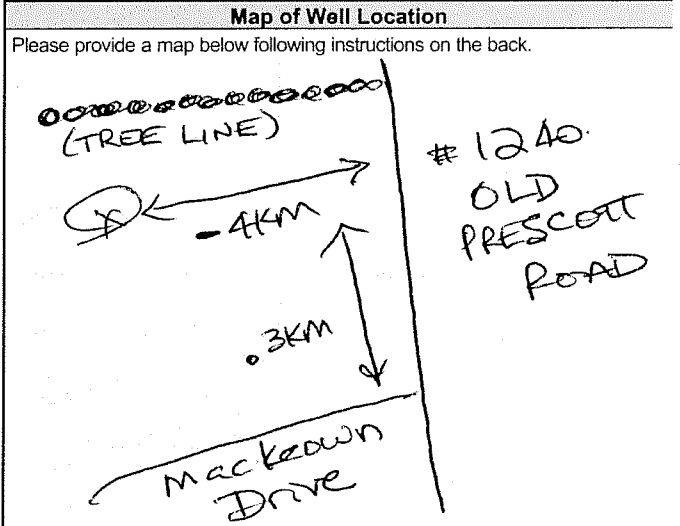 Map of Well Location
Please provide a map below following instructions on the back.
(TREE LINE)
# 1240
OLD
PRESCOTT
ROAD
.4KM
.3KM
Mackeown
Drive